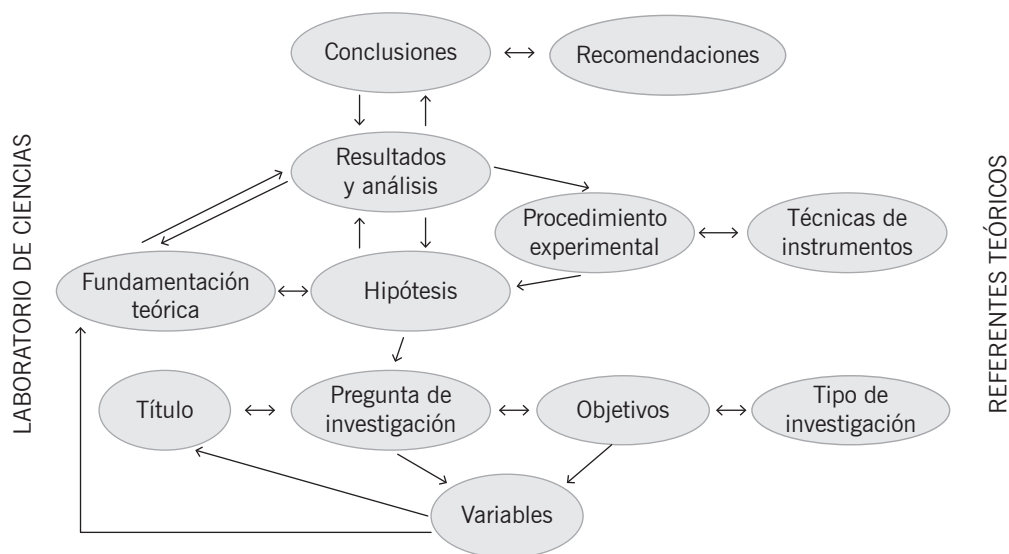 Conclusiones
Recomendaciones
Resultados
y análisis
Procedimiento
experimental
Técnicas de
instrumentos
Fundamentación
teórica
Hipótesis
Título
Pregunta de
investigación
Objetivos
Tipo de
investigación
Variables
LABORATORIO DE CIENCIAS
REFERENTES TEÓRICOS